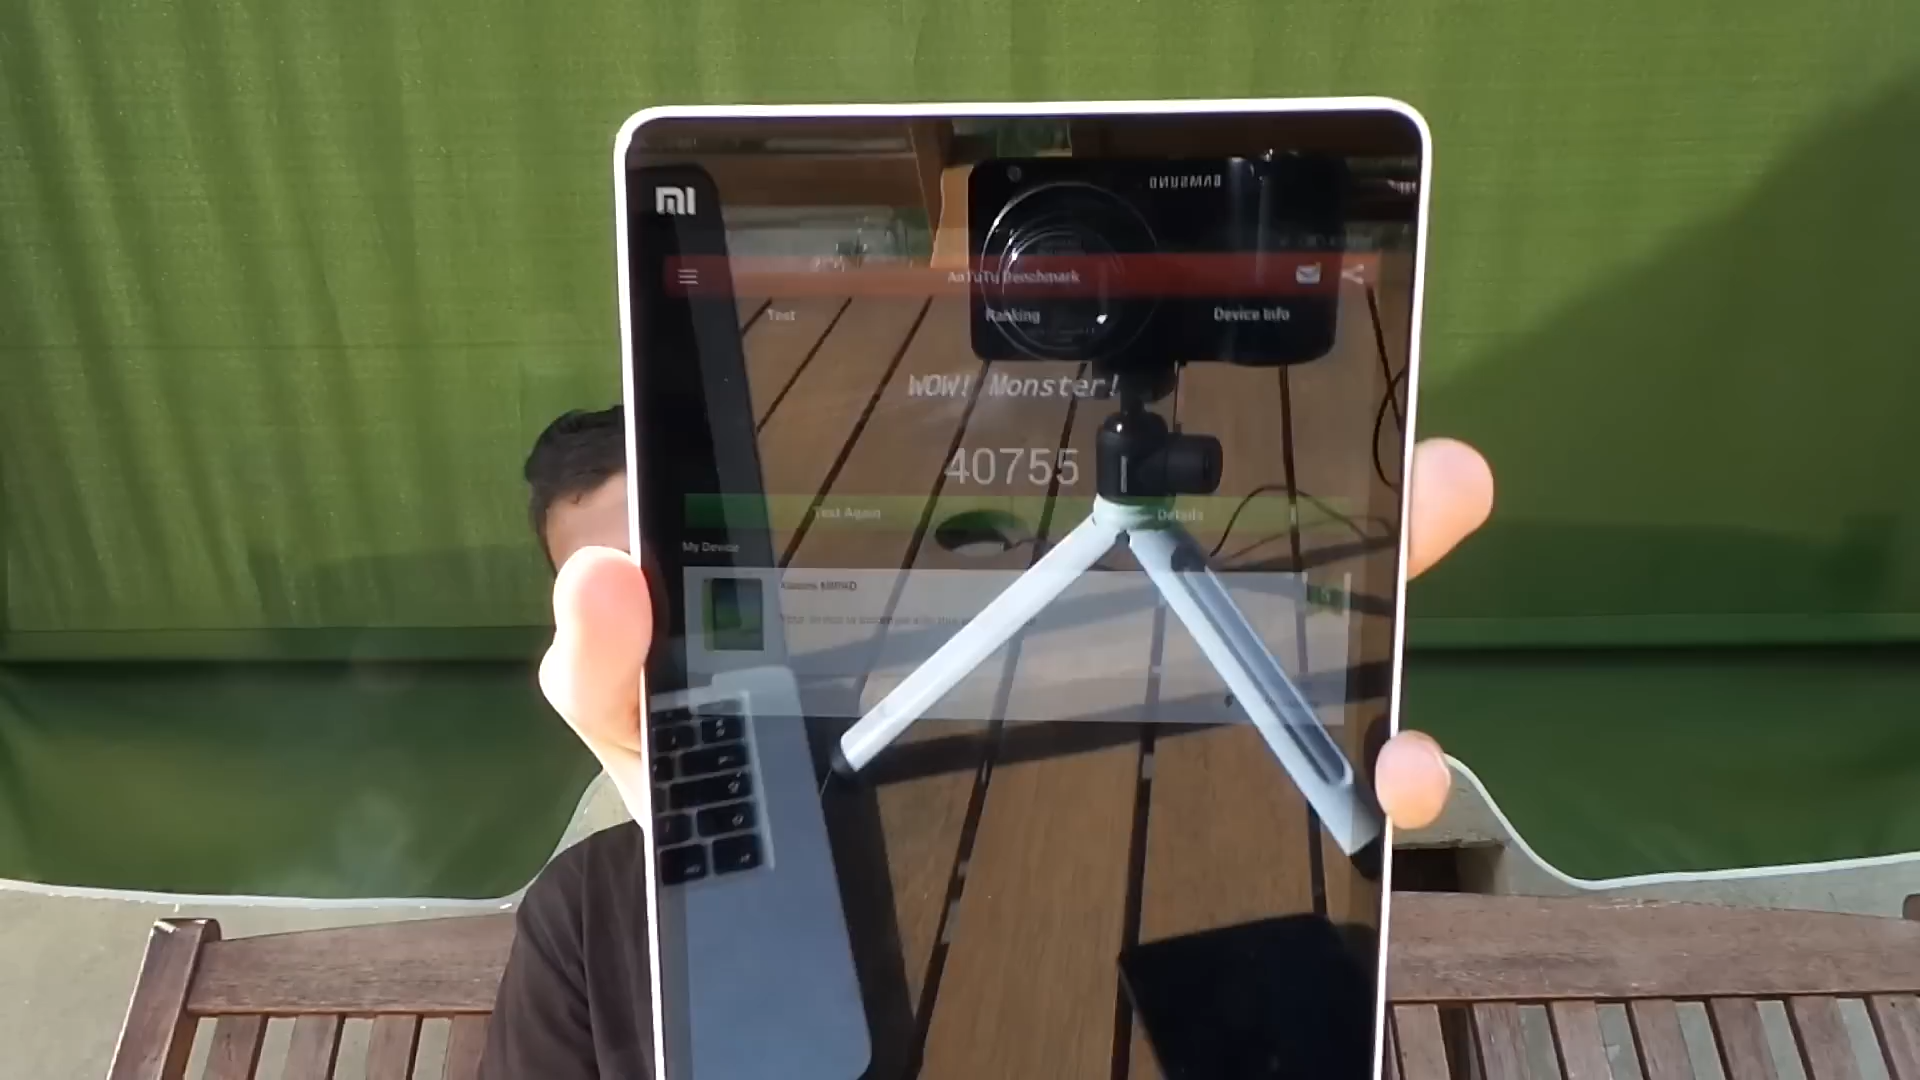 mi
SAMSUNG
AnTuTu Benchmark
Test
Ranking
Device Info
WOW! Monster!
40755
Test Again
Details
My Device
Xiaomi MIPAD